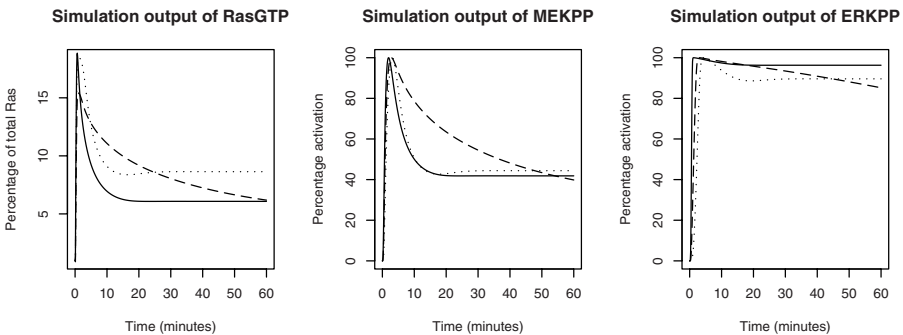 Simulation output of RasGTP
Percentage of total Ras
5
10
15
0 10 20 30 40 50 60
Time (minutes)
Simulation output of MEKPP
Percentage activation
0
20
40
60
80
100
0 10 20 30 40 50 60
Time (minutes)
Simulation output of ERKPP
Percentage activation
0
20
40
60
80
100
0 10 20 30 40 50 60
Time (minutes)